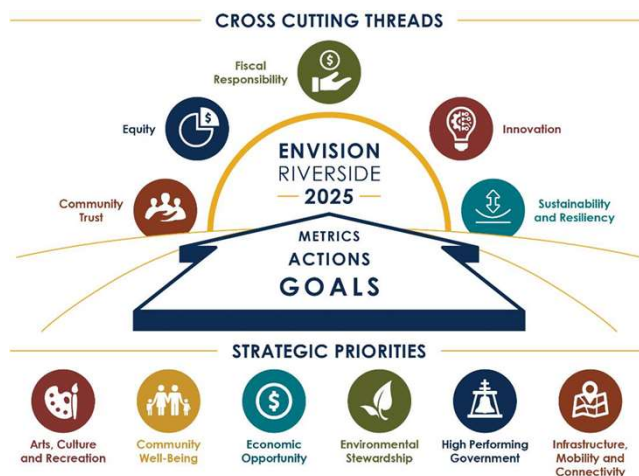 CROSS CUTTING THREADS
Fiscal
Responsibility
$
Equity
$
Innovation
Community
Trust
Sustainability
and Resiliency
ENVISION
RIVERSIDE
2025
METRICS
ACTIONS
GOALS
STRATEGIC PRIORITIES
$
Arts, Culture
and Recreation
Community
Well-Being
Economic
Opportunity
Environmental
Stewardship
High Performing
Government
Infrastructure,
Mobility and
Connectivity